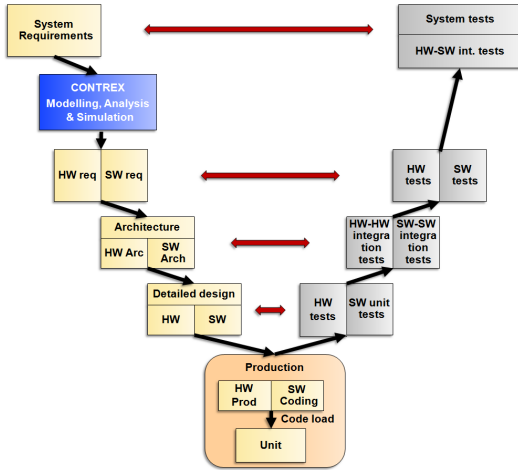 System
Requirements
System tests
HW-SW int. tests
CONTREX
Modelling, Analysis
& Simulation
HW req
SW req
HW
tests
SW
tests
Architecture
HW Arc
SW
Arch
HW-HW
integra
tion
tests
SW-SW
integra
tion
tests
Detailed design
HW
SW
HW
tests
SW unit
tests
Production
HW
Prod
SW
Coding
Code load
Unit